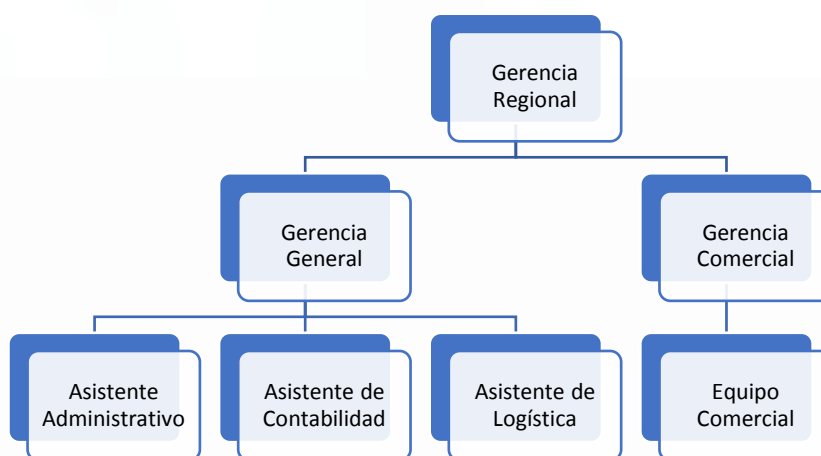 Gerencia
Regional
Gerencia
General
Gerencia
Comercial
Asistente
Administrativo
Asistente de
Contabilidad
Asistente de
Logística
Equipo
Comercial